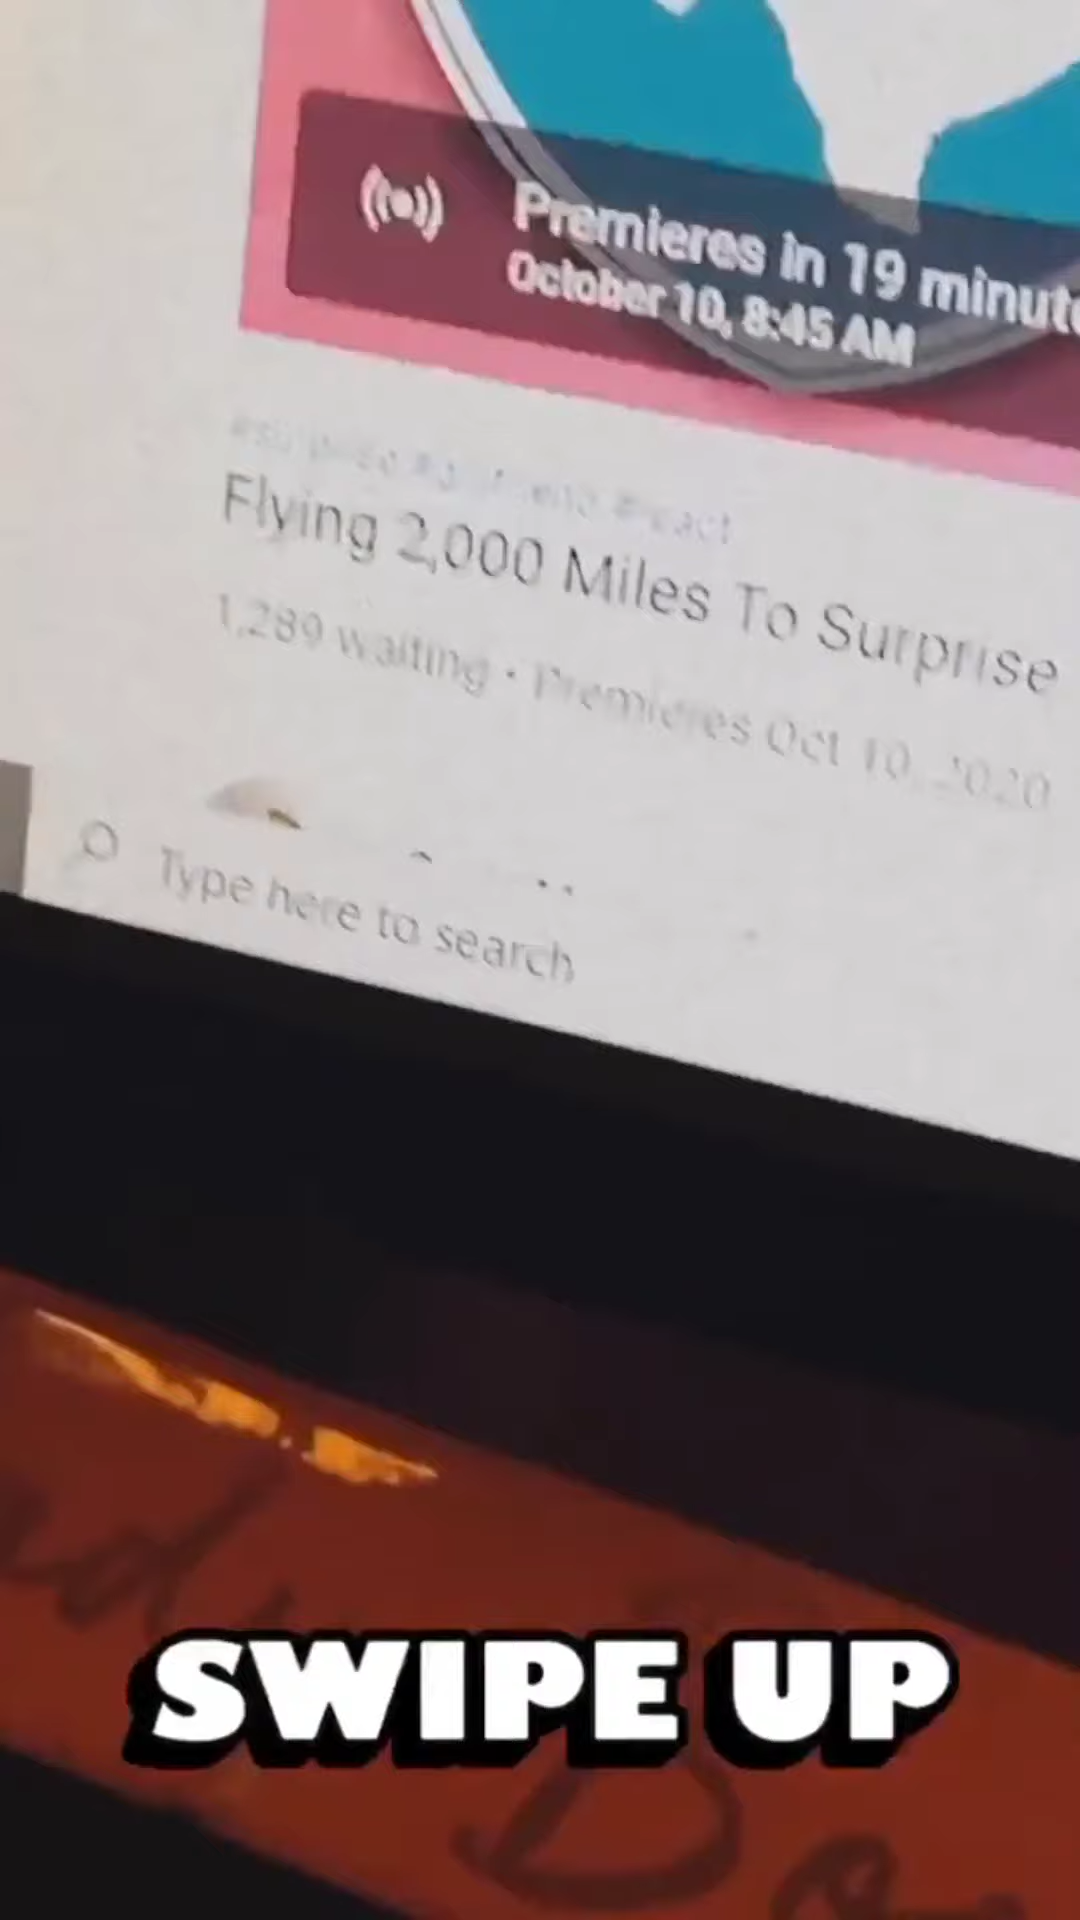 Premieres in 19
October 10, 8:45 AM
Flying 2,000 Miles To Surprise
1,289 waiting • Premieres Oct 10, 2020
Type here to search
SWIPE UP